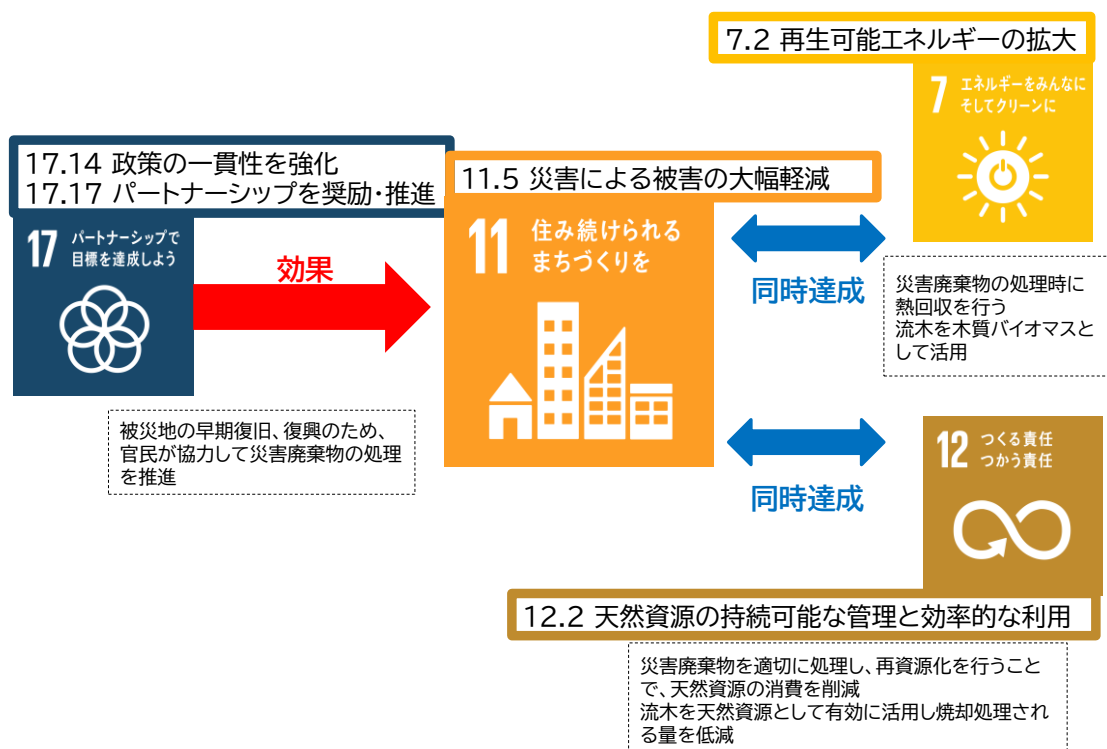 7.2 再生可能エネルギーの拡大
7 エネルギーをみんなに
そしてクリーンに
17.14 政策の一貫性を強化
17.17 パートナーシップを奨励・推進
17 パートナーシップで
目標を達成しよう
効果
11.5 災害による被害の大幅軽減
11 住み続けられる
まちづくりを
同時達成
災害廃棄物の処理時に
熱回収を行う
流木を木質バイオマスと
して活用
被災地の早期復旧、復興のため、
官民が協力して災害廃棄物の処理
を推進
同時達成
12 つくる責任
つかう責任
12.2 天然資源の持続可能な管理と効率的な利用
災害廃棄物を適切に処理し、再資源化を行うこと
で、天然資源の消費を削減
流木を天然資源として有効に活用し焼却処理され
る量を低減